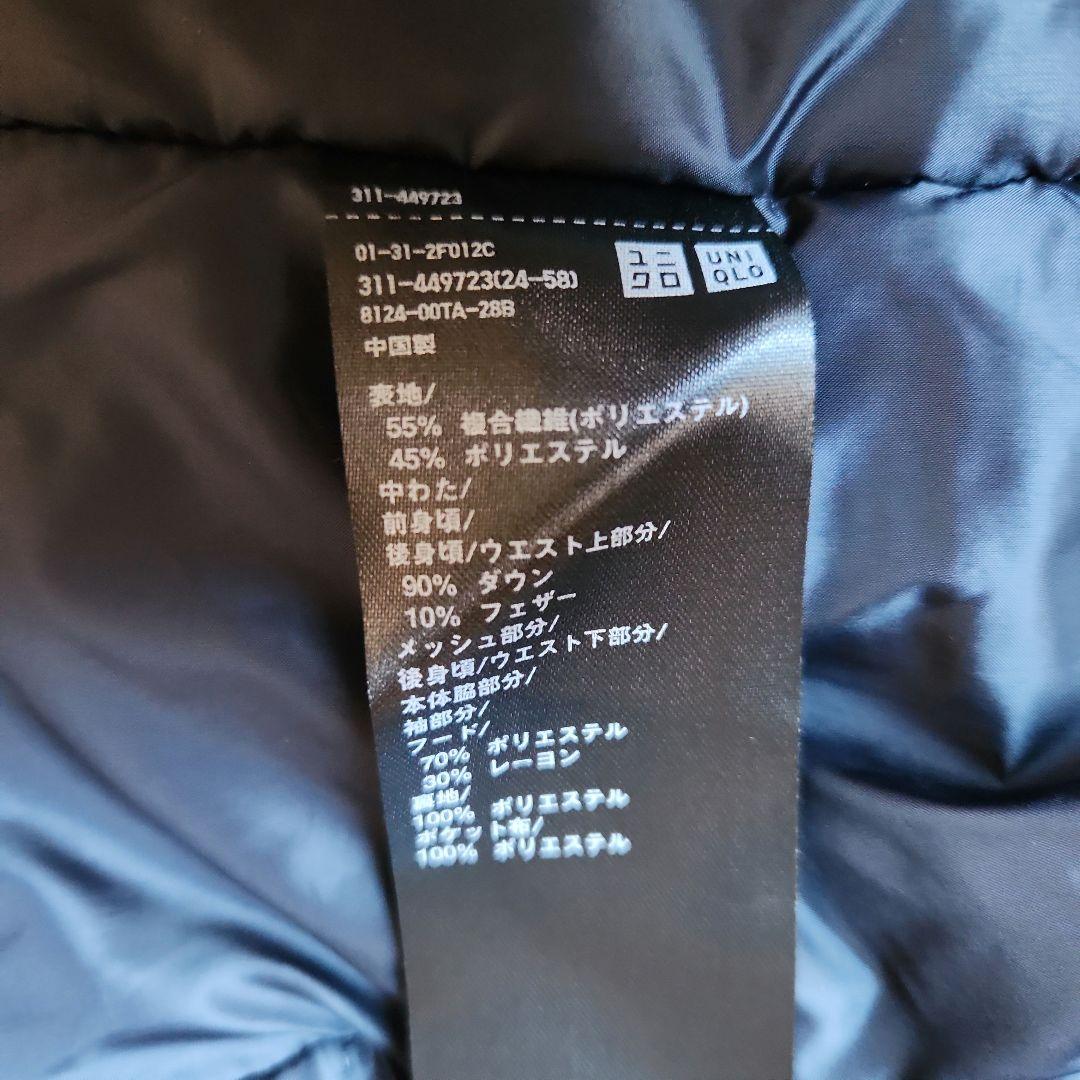 311-449723
01-31-2F012C
ユニクロ
UNIQLO
311-449723(24-58)
8124-00TA-28B
中国製
表地/
55% 複合繊維(ポリエステル)
45% ポリエステル
中わた/
前身頃/
後身頃/ウエスト上部分/
90% ダウン
10% フェザー
メッシュ部分/
後身頃/ウエスト下部分/
本体脇部分/
袖部分/
フード/
70% ポリエステル
30% レーヨン
裏地/
100% ポリエステル
ポケット布/
100% ポリエステル